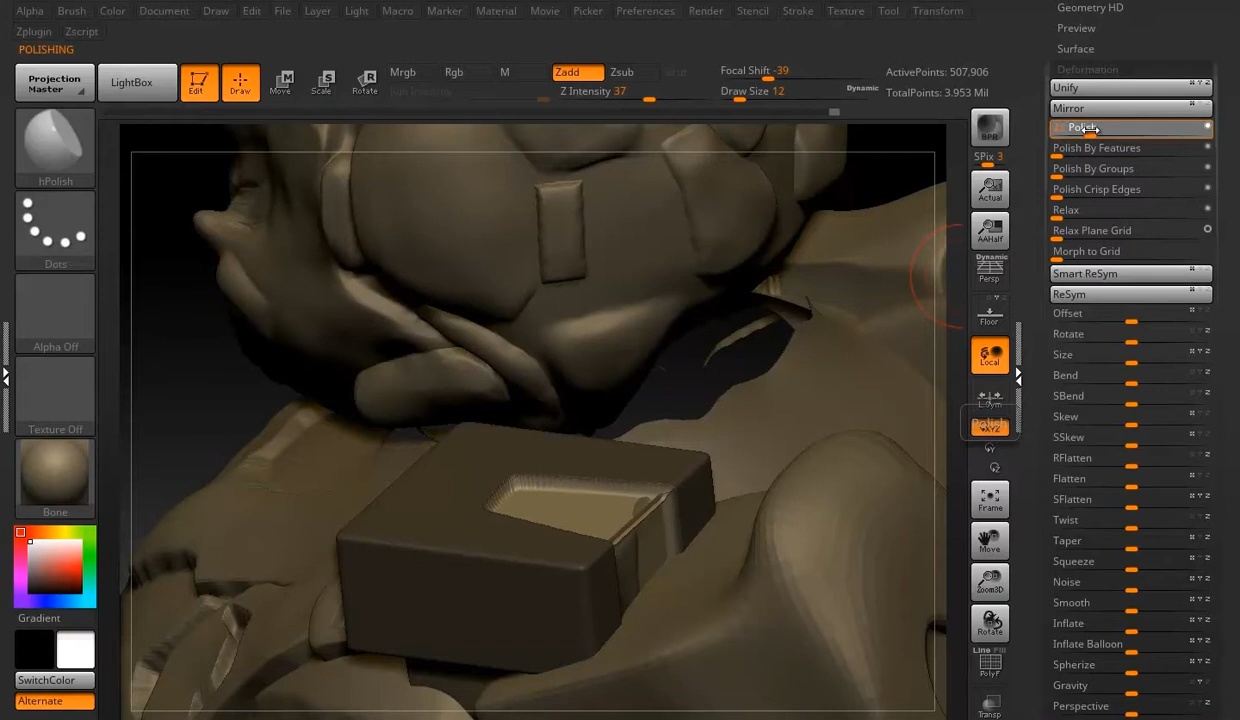 Alpha Brush Color Document Draw Edit File Layer Light Macro Marker Material Movie Picker Preferences Render Stencil Stroke Texture Tool Transform
Zplugin Zscript
POLISHING
Projection Master
LightBox
Edit
Draw
Move
Scale
Rotate
Mrgb Rgb M
Zadd Zsub
Z Intensity 37
Focal Shift -39
Draw Size 12
Dynamic
ActivePoints: 507,906
TotalPoints: 3.953 Mil
hPolish
Dots
Alpha Off
Texture Off
Bone
Gradient
SwitchColor
Alternate
BPR
SPix 3
Actual
AAHalf
Dynamic
Persp
Floor
Local
L.Sym
XYZ
Frame
Move
Zoom3D
Rotate
Line Fill
PolyF
Transp
Geometry HD
Preview
Surface
Deformation
Unify
Mirror
Polish
Polish By Features
Polish By Groups
Polish Crisp Edges
Relax
Relax Plane Grid
Morph to Grid
Smart ReSym
ReSym
Offset
Rotate
Size
Bend
SBend
Skew
SSkew
RFlatten
Flatten
SFlatten
Twist
Taper
Squeeze
Noise
Smooth
Inflate
Inflate Balloon
Spherize
Gravity
Perspective